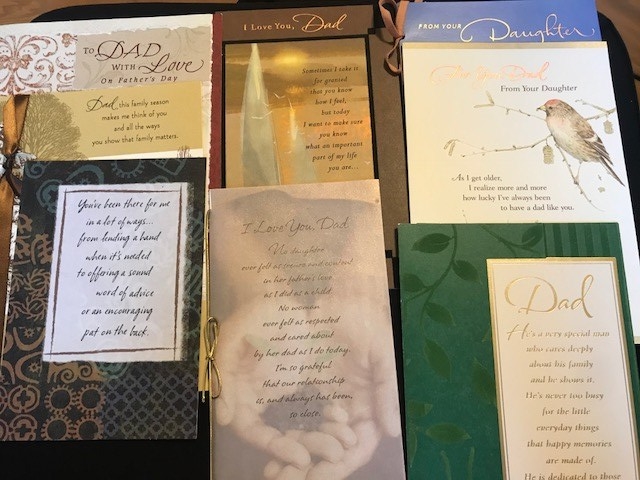 TO DAD
WITH Love
On Father's Day
Dad, this family season
makes me think of you
and all the ways
you show that family matters.
I Love You, Dad
Sometimes I take it
for granted
that you know
how I feel,
but today
I want to make sure
you know
what an important
part of my life
you are...
FROM YOUR Daughter
For You, Dad
From Your Daughter
As I get older,
I realize more and more
how lucky I've always been
to have a dad like you.
You've been there for me
in a lot of ways...
from lending a hand
when it's needed
to offering a sound
word of advice
or an encouraging
pat on the back.
I Love You, Dad
No daughter
ever felt as secure and content
in her father's love
as I did as a child.
No woman
ever felt as respected
and cared about
by her dad as I do today.
I'm so grateful
that our relationship
is, and always has been,
so close.
Dad
He's a very special man
who cares deeply
about his family
and he shows it.
He's never too busy
for the little
everyday things
that happy memories
are made of.
He is dedicated to those